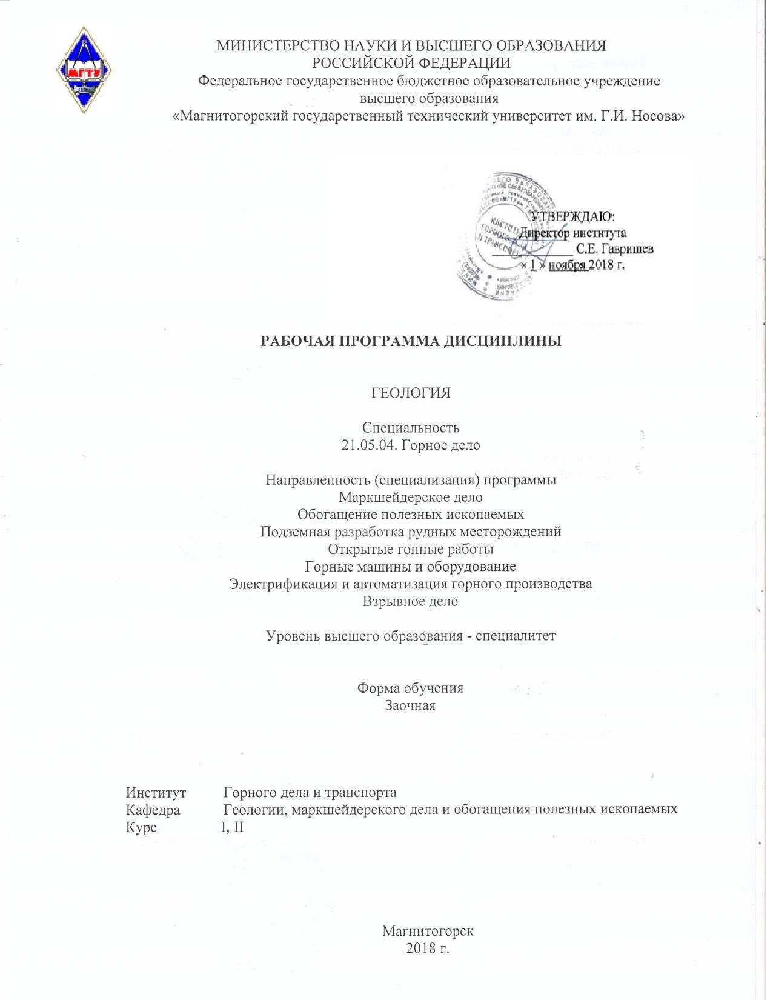 МИНИСТЕРСТВО НАУКИ И ВЫСШЕГО ОБРАЗОВАНИЯ
РОССИЙСКОЙ ФЕДЕРАЦИИ
Федеральное государственное бюджетное образовательное учреждение
высшего образования
«Магнитогорский государственный технический университет им. Г.И. Носова»
МГТУ
УТВЕРЖДАЮ:
Директор института
С.Е. Гавришев
« 1 » ноября 2018 г.
РАБОЧАЯ ПРОГРАММА ДИСЦИПЛИНЫ
ГЕОЛОГИЯ
Специальность
21.05.04. Горное дело
Направленность (специализация) программы
Маркшейдерское дело
Обогащение полезных ископаемых
Подземная разработка рудных месторождений
Открытые гонные работы
Горные машины и оборудование
Электрификация и автоматизация горного производства
Взрывное дело
Уровень высшего образования - специалитет
Форма обучения
Заочная
Институт Горного дела и транспорта
Кафедра Геологии, маркшейдерского дела и обогащения полезных ископаемых
Курс I, II
Магнитогорск
2018 г.